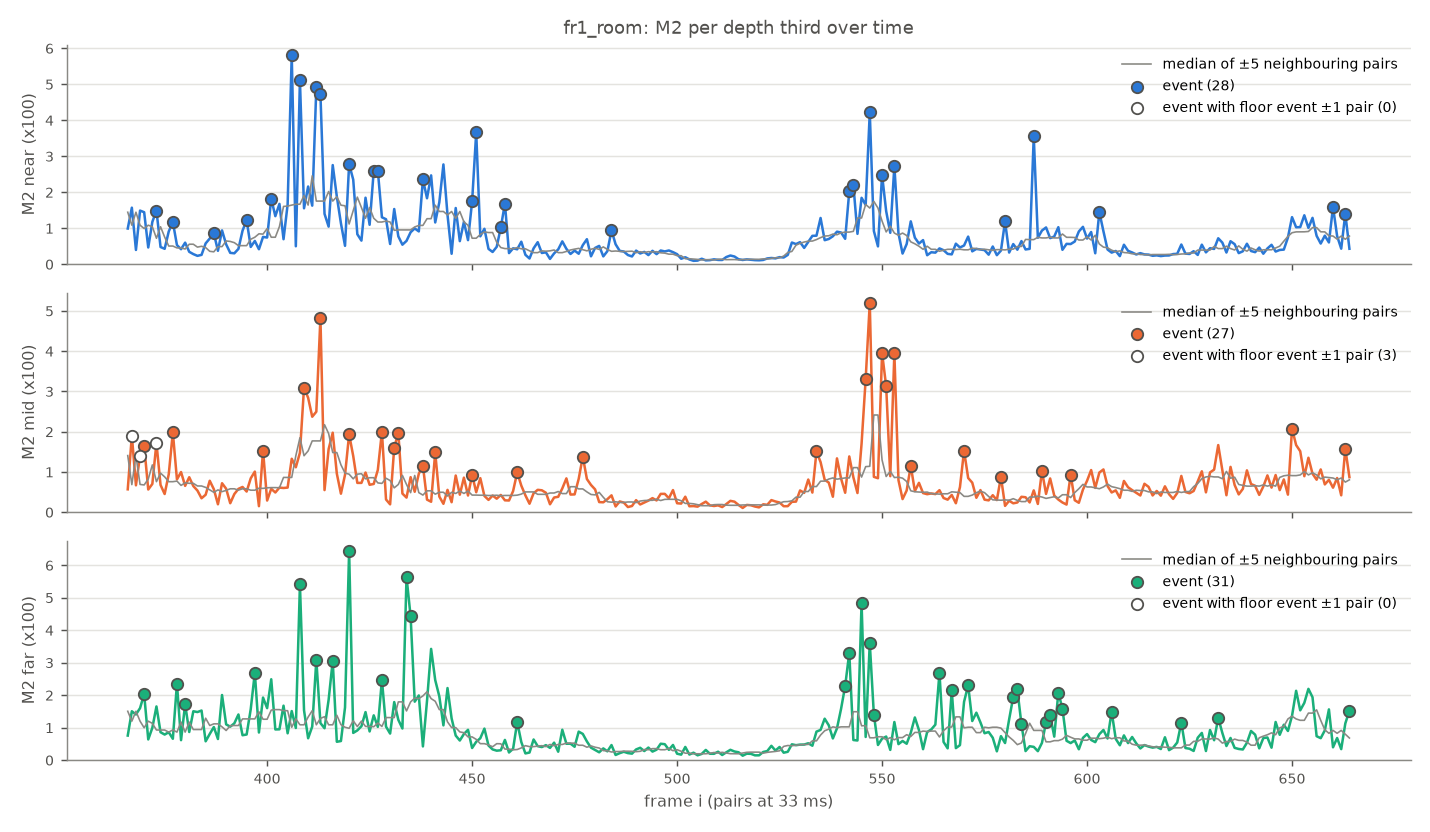 fr1_room: M2 per depth third over time
M2 near (x100)
6
5
4
3
2
1
0
median of ±5 neighbouring pairs
event (28)
event with floor event ±1 pair (0)
M2 mid (x100)
5
4
3
2
1
0
median of ±5 neighbouring pairs
event (27)
event with floor event ±1 pair (3)
M2 far (x100)
6
5
4
3
2
1
0
median of ±5 neighbouring pairs
event (31)
event with floor event ±1 pair (0)
400 450 500 550 600 650
frame i (pairs at 33 ms)